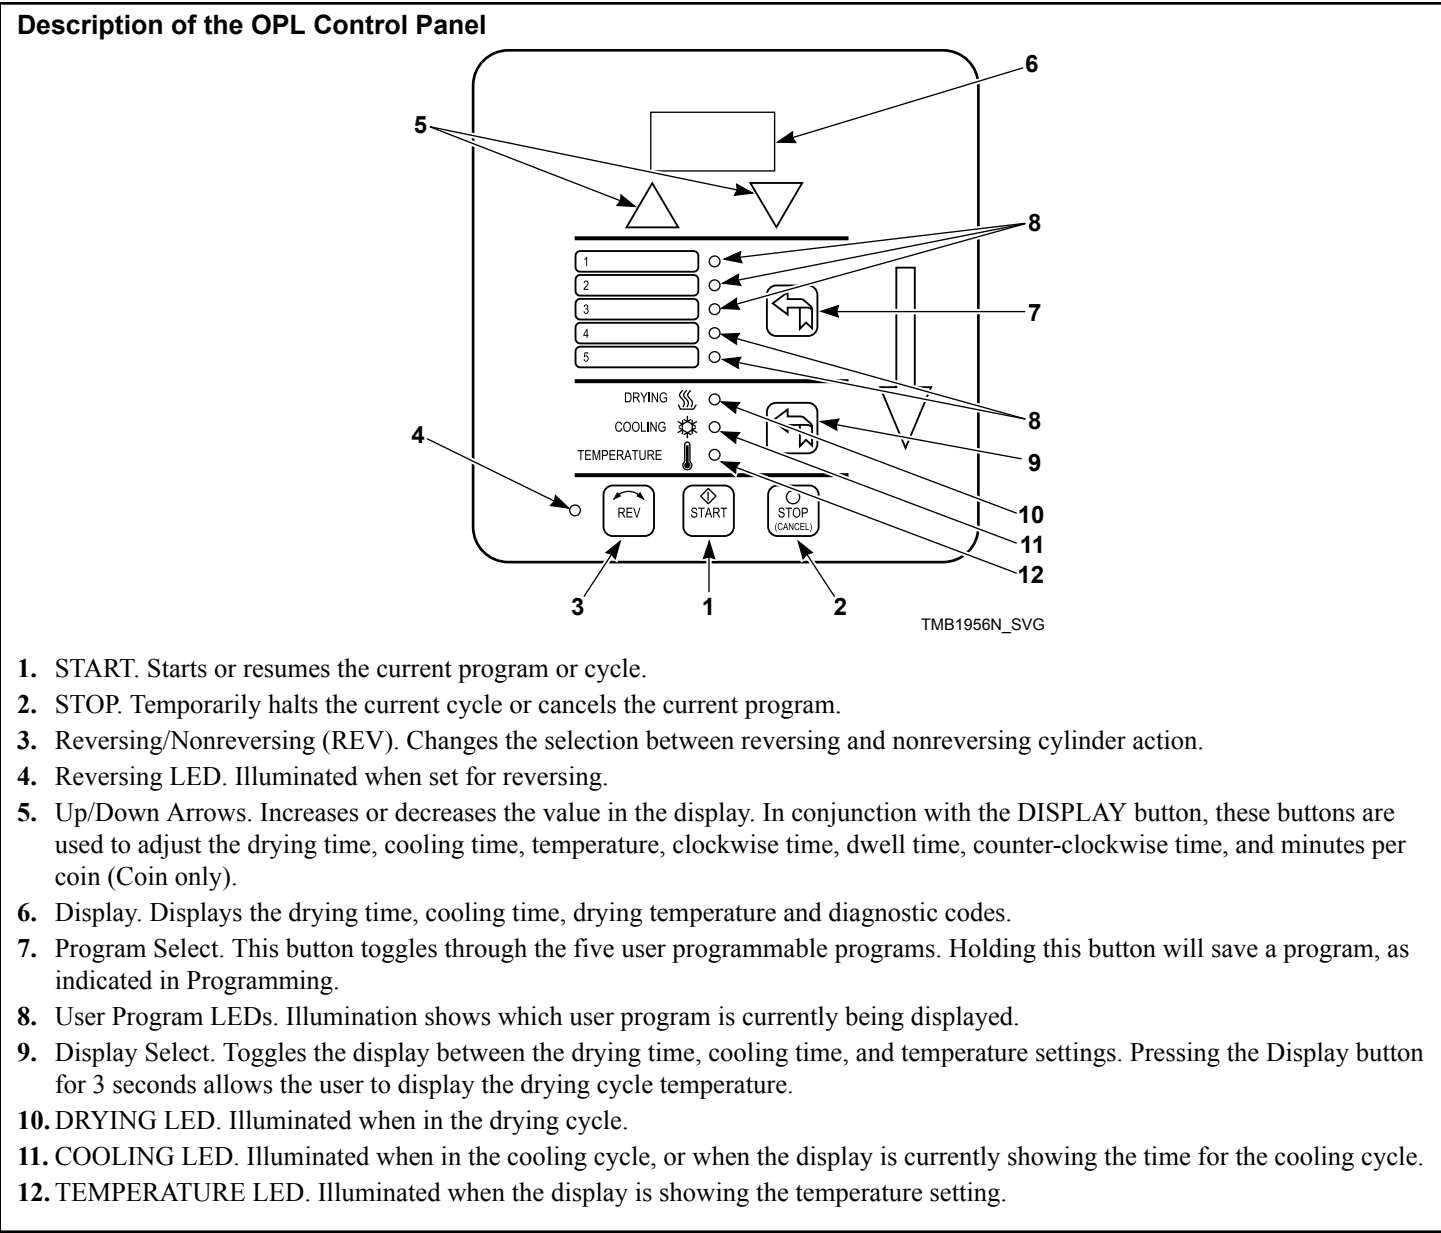 Description of the OPL Control Panel
6
5
8
1
2
3
7
4
5
DRYING
8
COOLING
4
TEMPERATURE
9
REV
START
STOP
(CANCEL)
10
11
12
3
1
2
TMB1956N_SVG
1. START. Starts or resumes the current program or cycle.
2. STOP. Temporarily halts the current cycle or cancels the current program.
3. Reversing/Nonreversing (REV). Changes the selection between reversing and nonreversing cylinder action.
4. Reversing LED. Illuminated when set for reversing.
5. Up/Down Arrows. Increases or decreases the value in the display. In conjunction with the DISPLAY button, these buttons are
used to adjust the drying time, cooling time, temperature, clockwise time, dwell time, counter-clockwise time, and minutes per
coin (Coin only).
6. Display. Displays the drying time, cooling time, drying temperature and diagnostic codes.
7. Program Select. This button toggles through the five user programmable programs. Holding this button will save a program, as
indicated in Programming.
8. User Program LEDs. Illumination shows which user program is currently being displayed.
9. Display Select. Toggles the display between the drying time, cooling time, and temperature settings. Pressing the Display button
for 3 seconds allows the user to display the drying cycle temperature.
10. DRYING LED. Illuminated when in the drying cycle.
11. COOLING LED. Illuminated when in the cooling cycle, or when the display is currently showing the time for the cooling cycle.
12. TEMPERATURE LED. Illuminated when the display is showing the temperature setting.